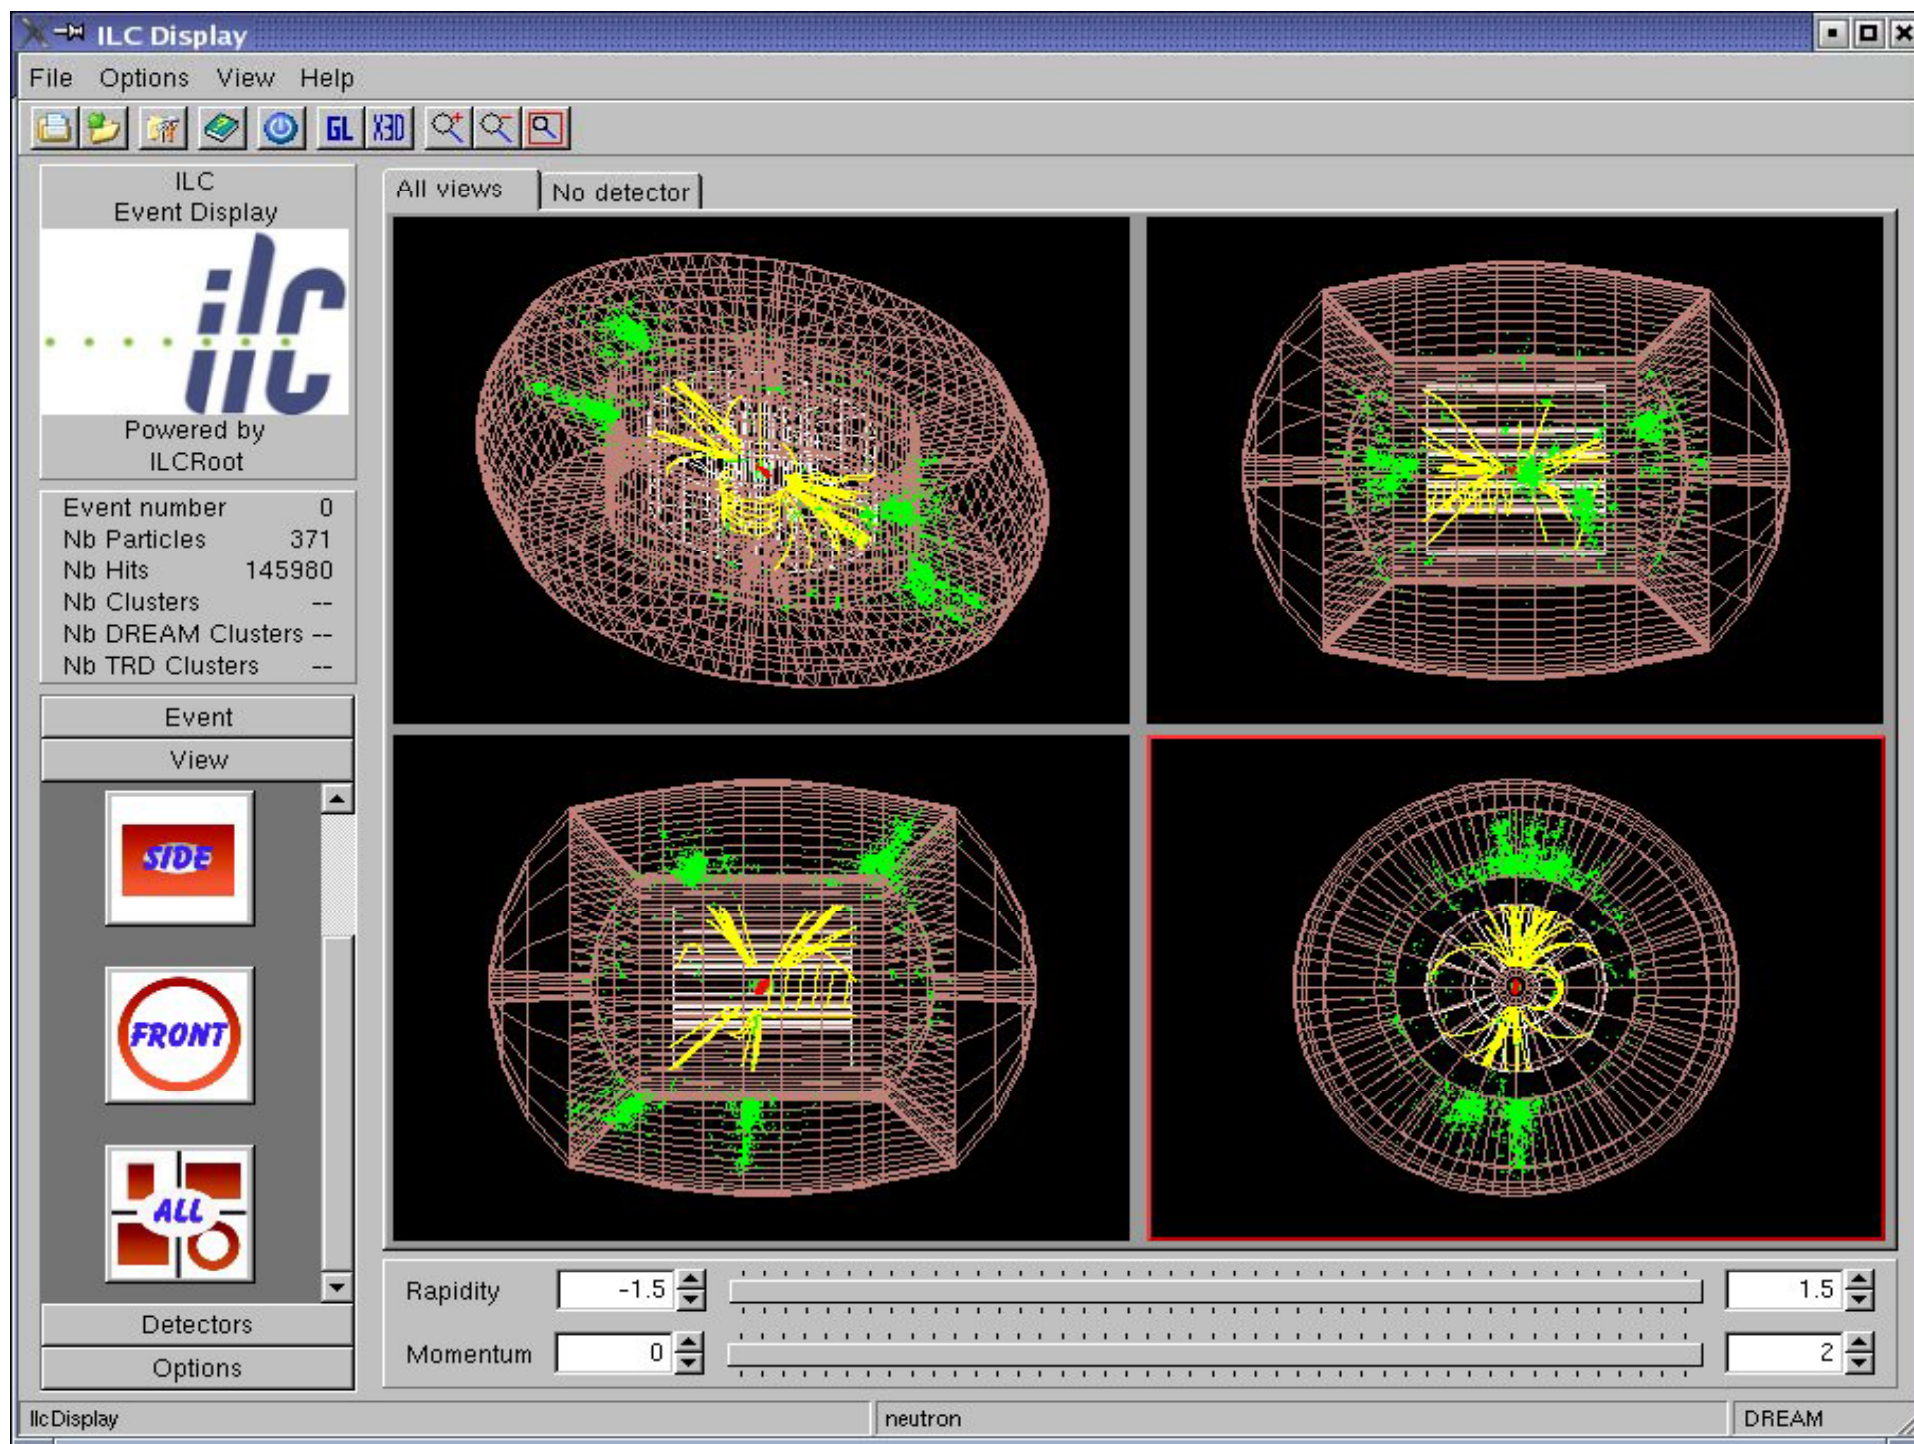 ILC Display
File Options View Help
GL X3D
ILC
Event Display
ilc
Powered by
ILCRoot
Event number 0
Nb Particles 371
Nb Hits 145980
Nb Clusters --
Nb DREAM Clusters --
Nb TRD Clusters --
Event
View
SIDE
FRONT
ALL
Detectors
Options
All views No detector
Rapidity -1.5 1.5
Momentum 0 2
IlcDisplay neutron DREAM